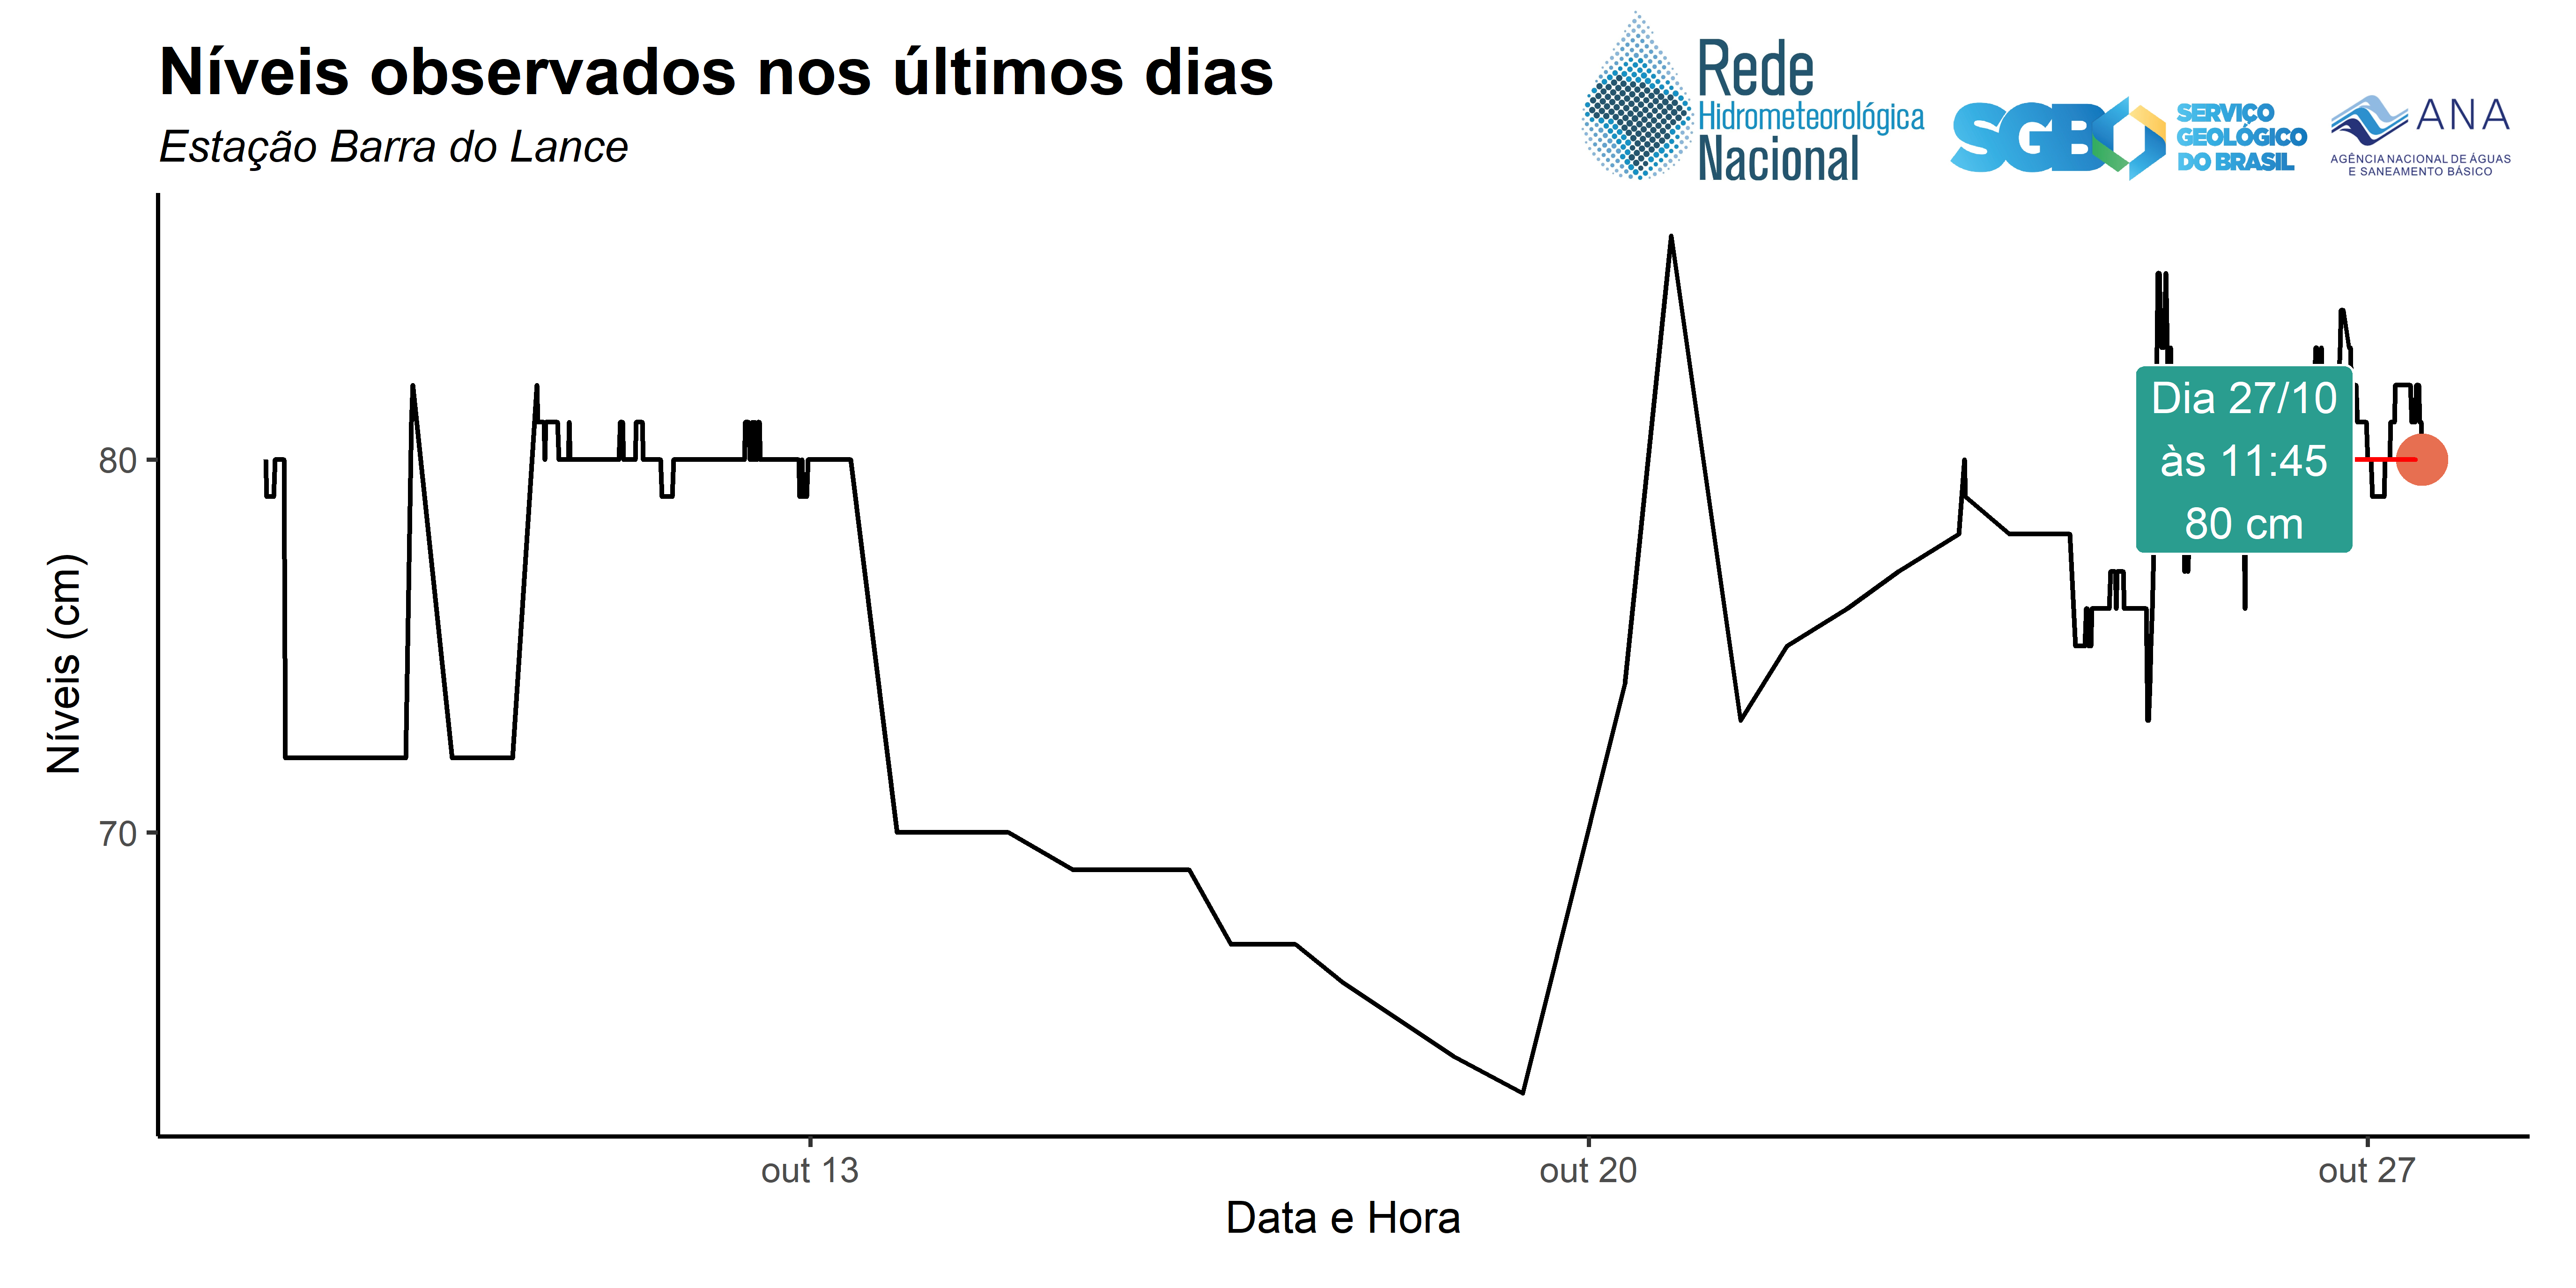 Níveis observados nos últimos dias
Estação Barra do Lance
Rede
Hidrometeorológica
Nacional
SGB
SERVIÇO
GEOLÓGICO
DO BRASIL
ANA
AGÊNCIA NACIONAL DE ÁGUAS
E SANEAMENTO BÁSICO
Níveis (cm)
80
70
Dia 27/10
às 11:45
80 cm
out 13
out 20
out 27
Data e Hora